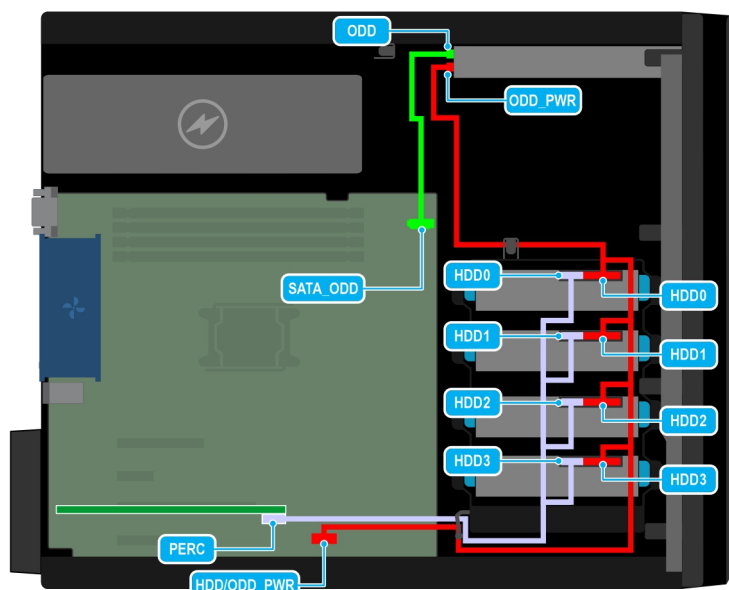 ODD
ODD_PWR
SATA_ODD
HDD0
HDD0
HDD1
HDD1
HDD2
HDD2
HDD3
HDD3
PERC
HDD/ODD_PWR